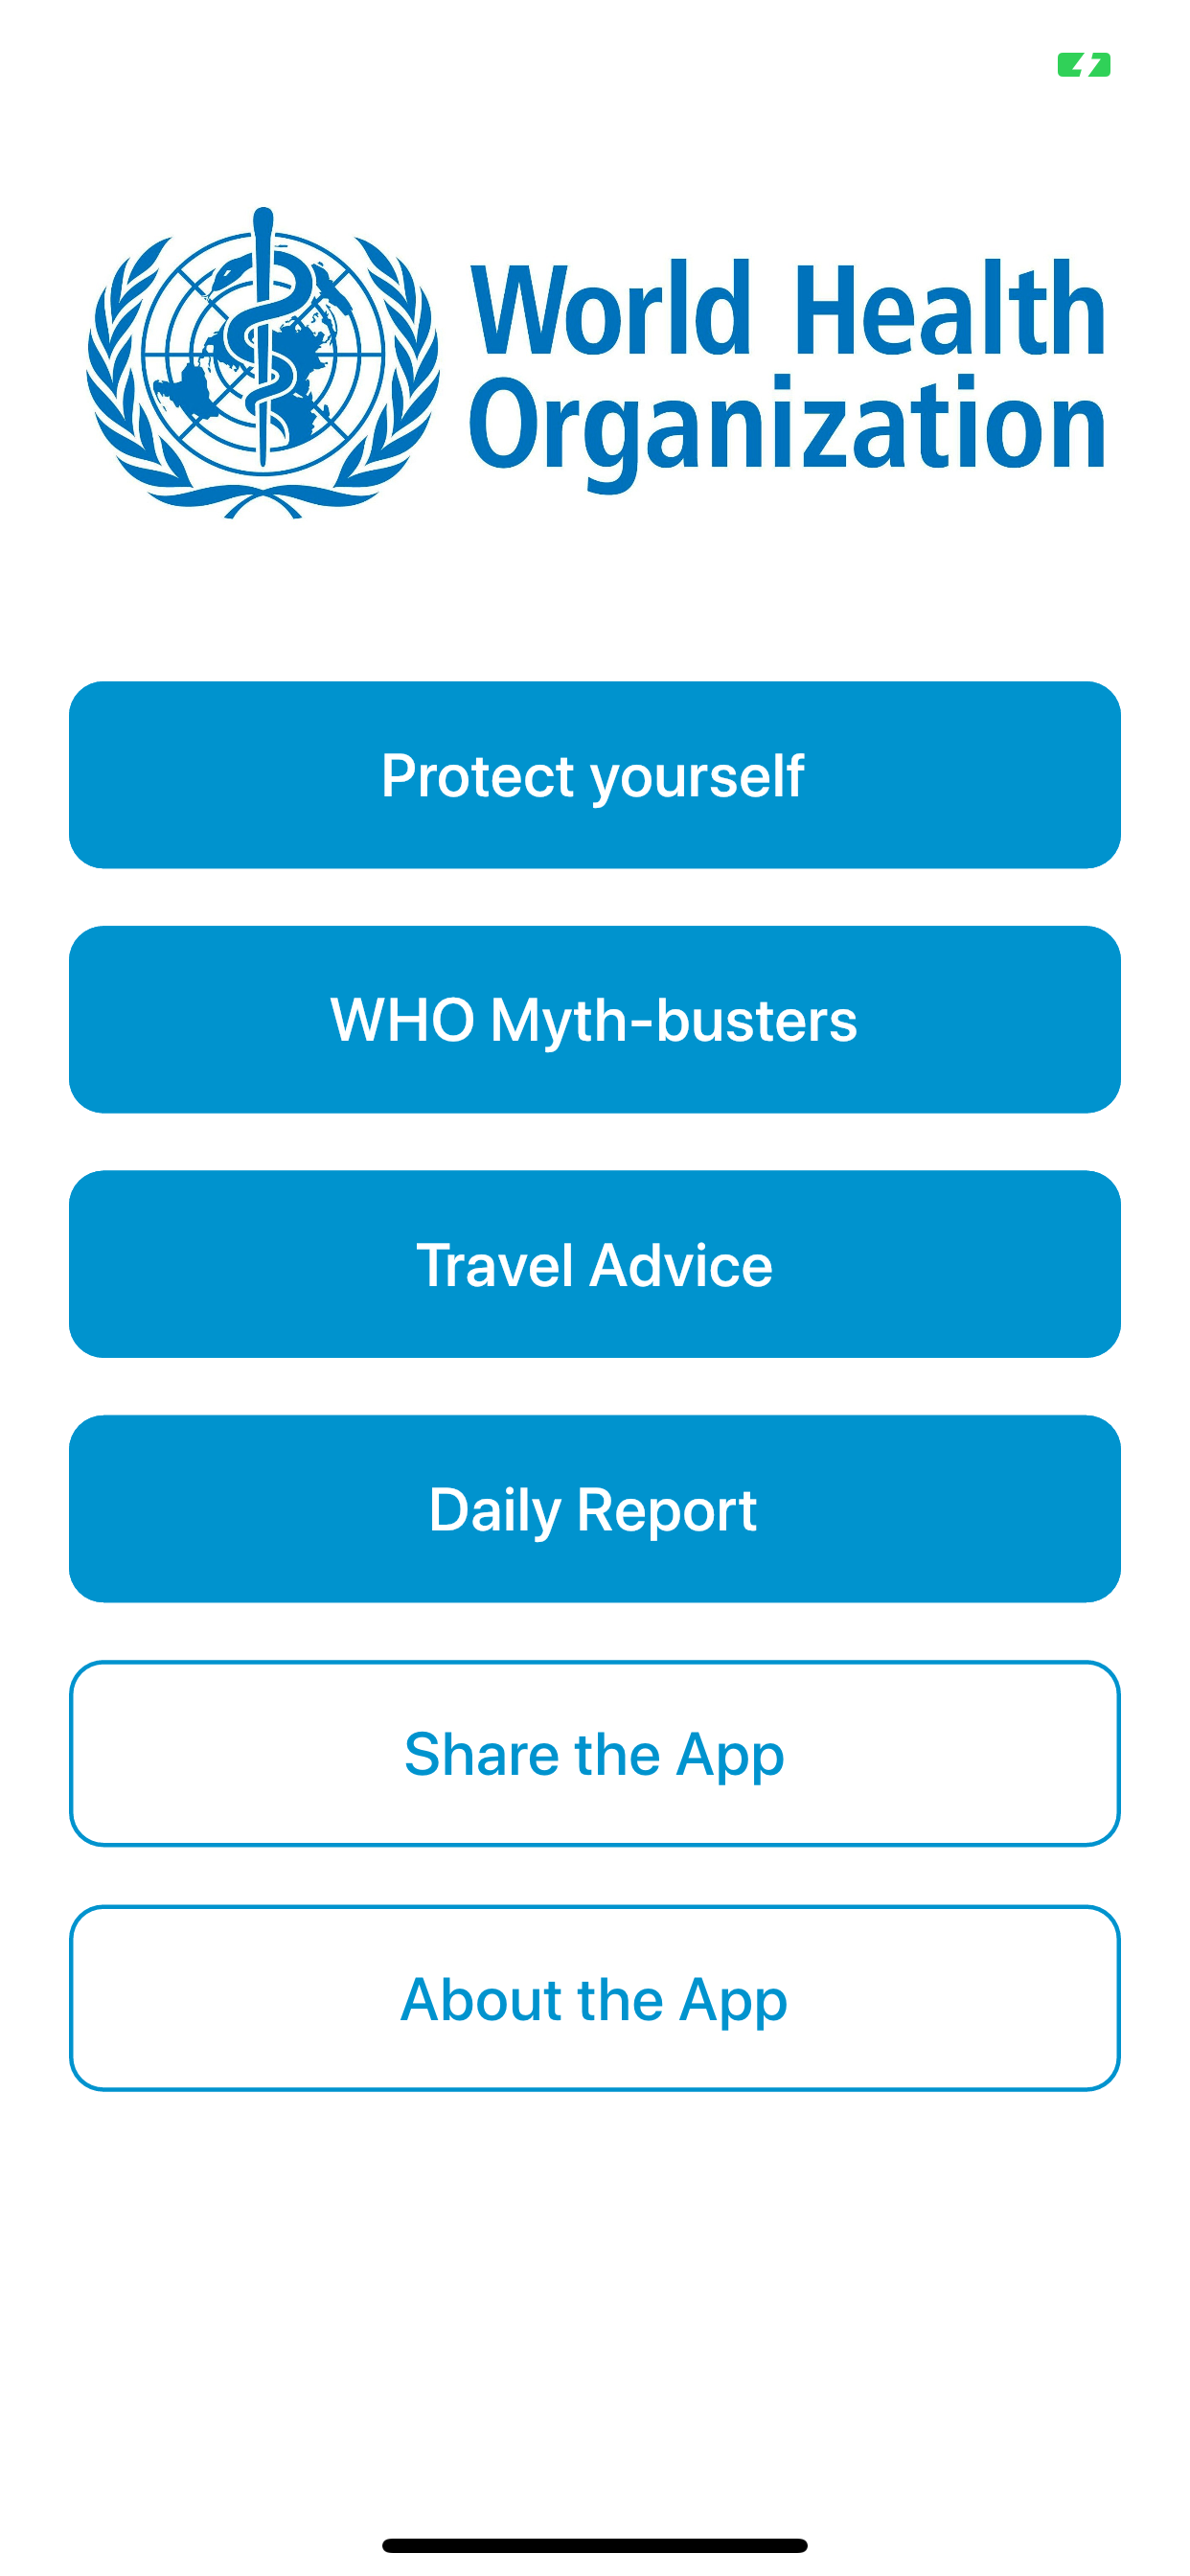 World Health
Organization
Protect yourself
WHO Myth-busters
Travel Advice
Daily Report
Share the App
About the App